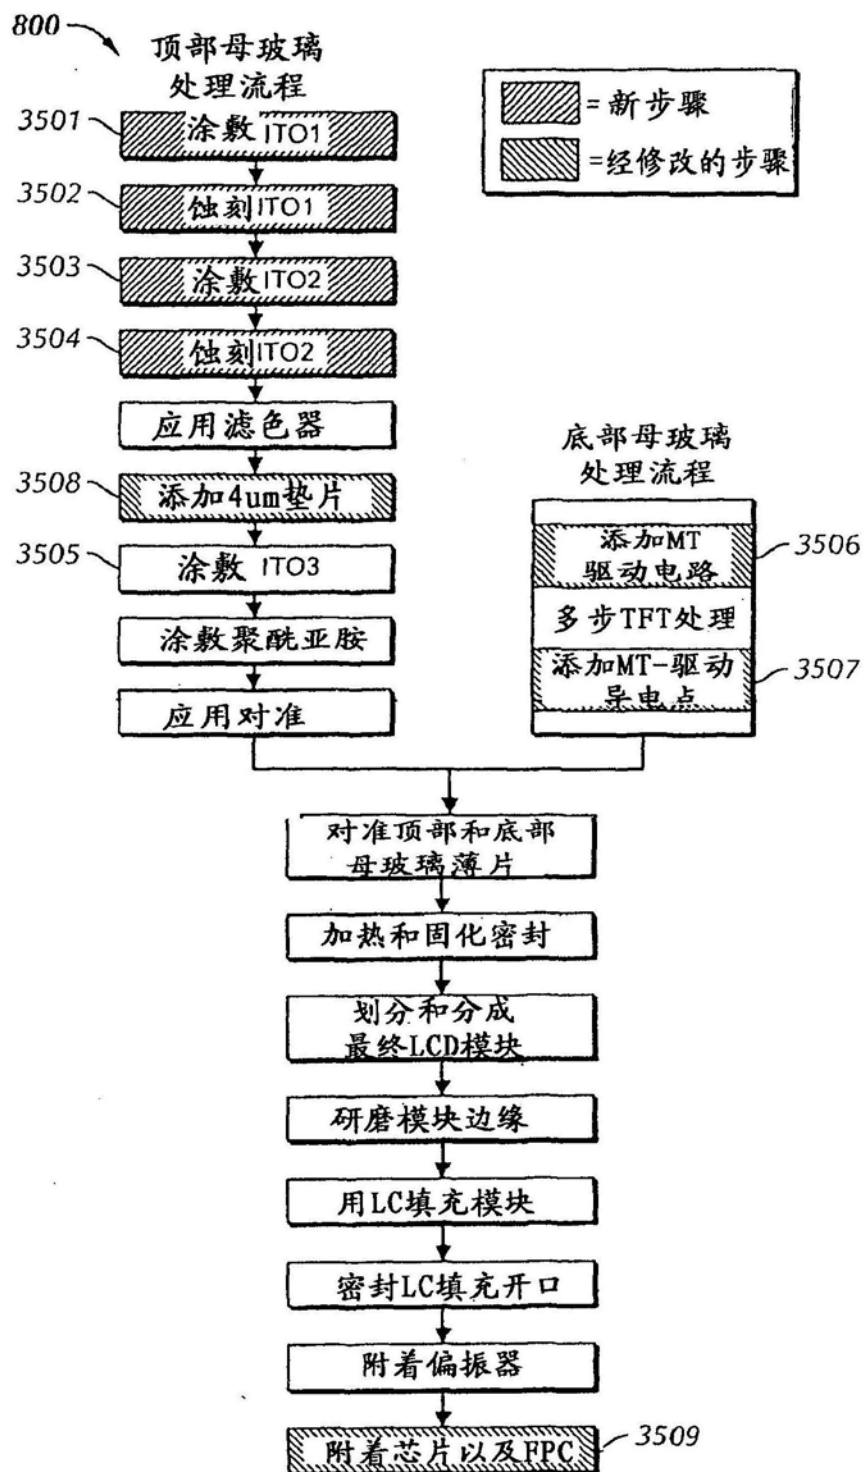 800
顶部母玻璃
处理流程
= 新步骤
=经修改的步骤
3501
涂敷 ITO1
3502
蚀刻ITO1
3503
涂敷 ITO2
3504
蚀刻ITO2
应用滤色器
3508
添加4um垫片
3505
涂敷 ITO3
涂敷聚酰亚胺
应用对准
底部母玻璃
处理流程
添加MT
驱动电路
3506
多步TFT处理
添加MT-驱动
导电点
3507
对准顶部和底部
母玻璃薄片
加热和固化密封
划分和分成
最终LCD模块
研磨模块边缘
用LC填充模块
密封LC填充开口
附着偏振器
附着芯片以及FPC
3509